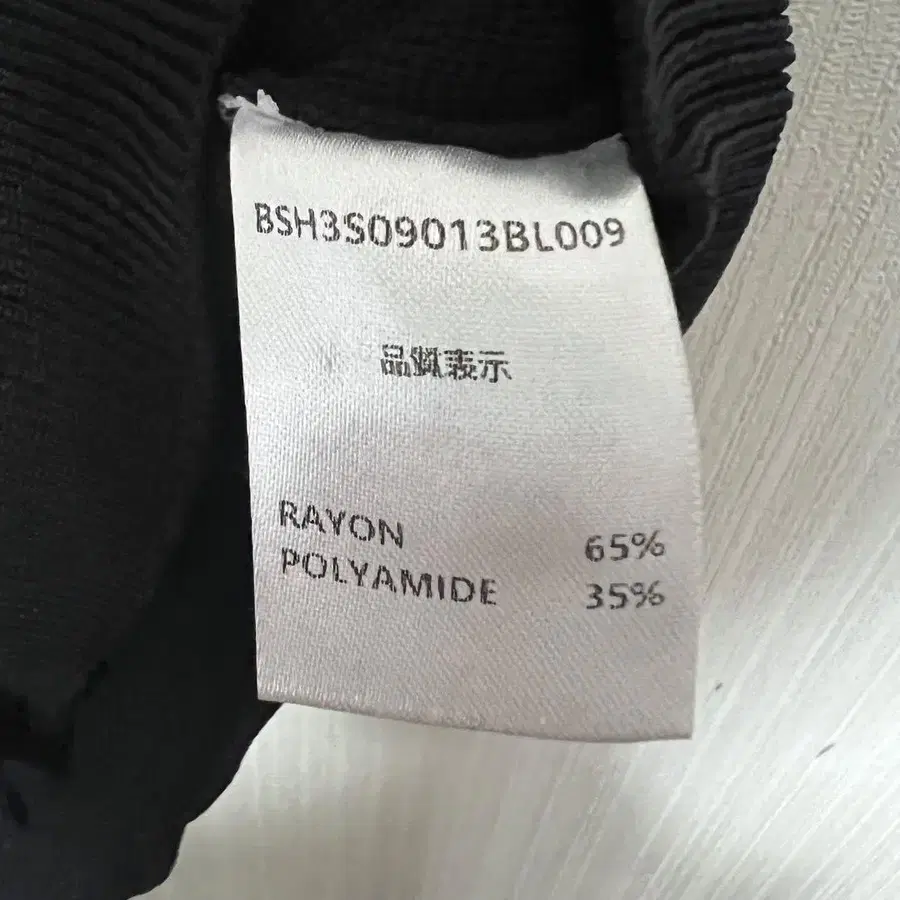 BSH3S09013BL009
品質表示
RAYON 65%
POLYAMIDE 35%